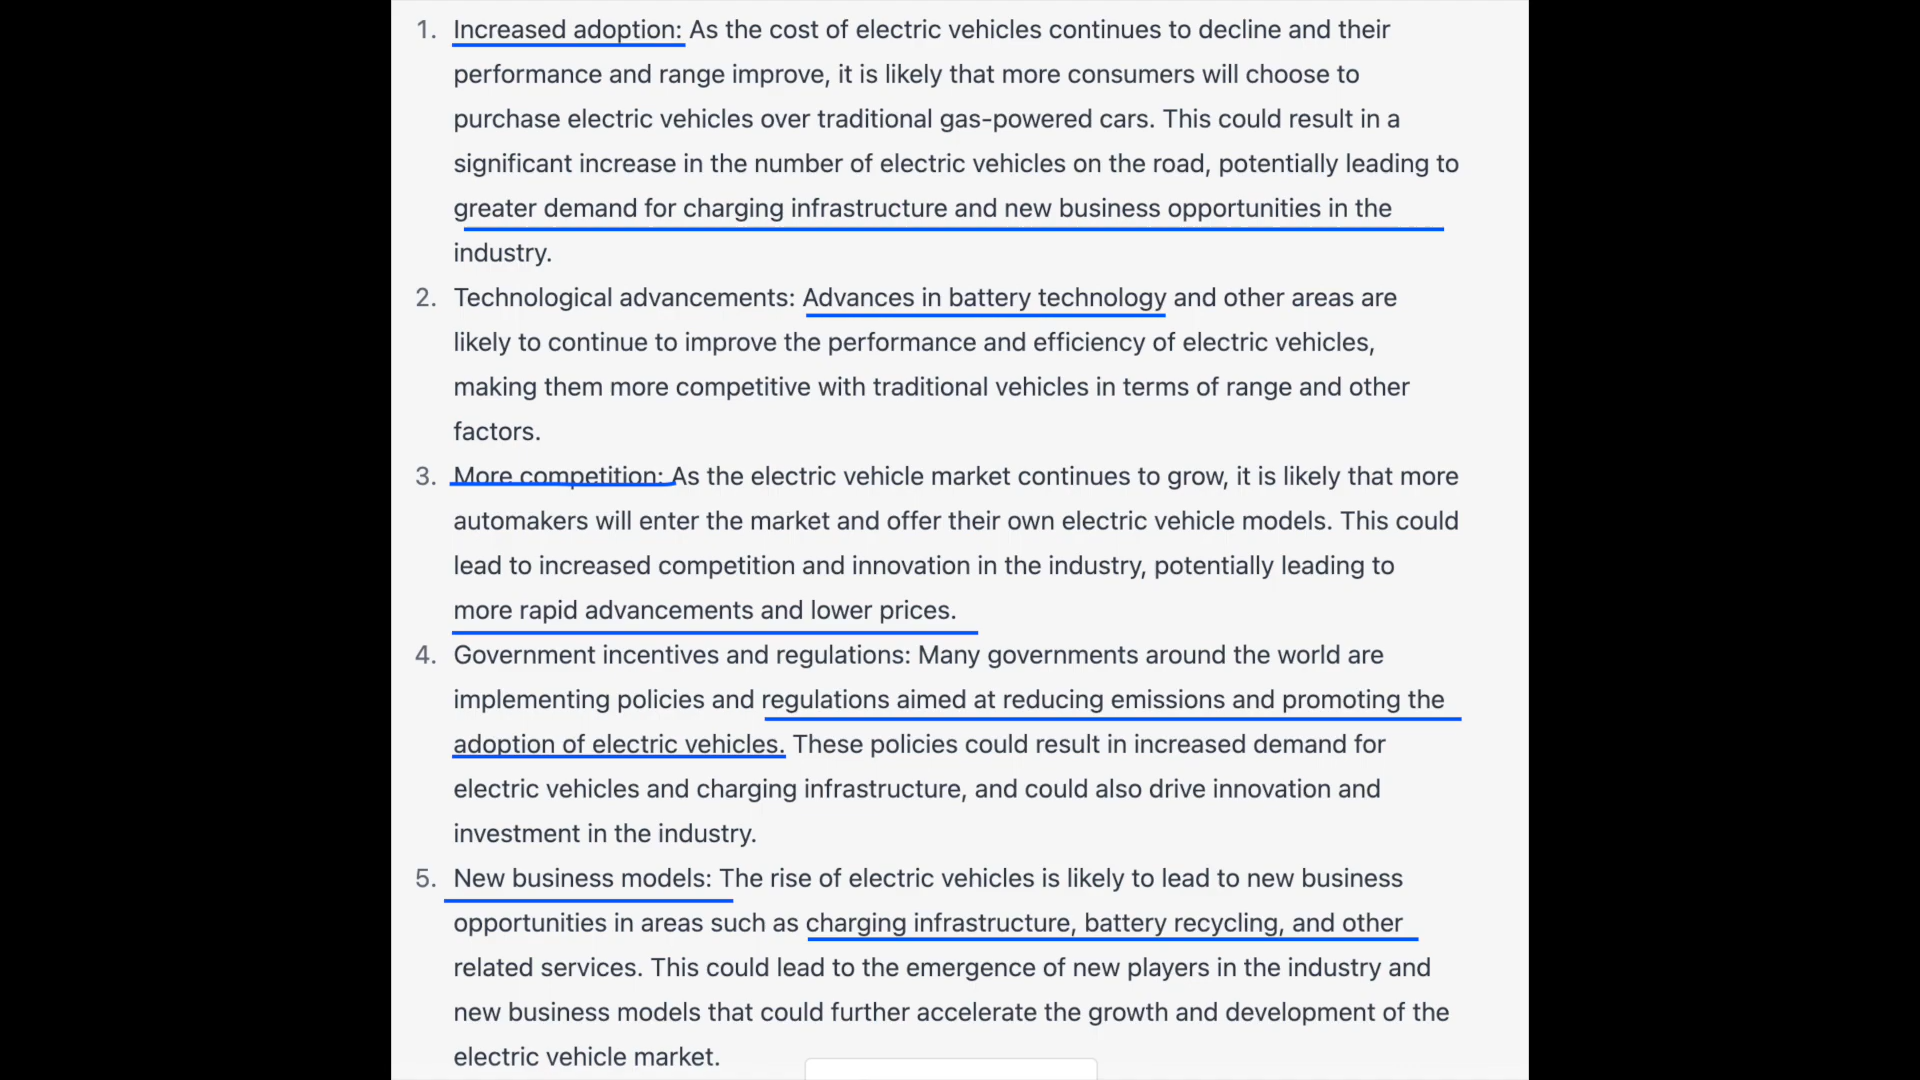 1. Increased adoption: As the cost of electric vehicles continues to decline and their
performance and range improve, it is likely that more consumers will choose to
purchase electric vehicles over traditional gas-powered cars. This could result in a
significant increase in the number of electric vehicles on the road, potentially leading to
greater demand for charging infrastructure and new business opportunities in the
industry.
2. Technological advancements: Advances in battery technology and other areas are
likely to continue to improve the performance and efficiency of electric vehicles,
making them more competitive with traditional vehicles in terms of range and other
factors.
3. More competition: As the electric vehicle market continues to grow, it is likely that more
automakers will enter the market and offer their own electric vehicle models. This could
lead to increased competition and innovation in the industry, potentially leading to
more rapid advancements and lower prices.
4. Government incentives and regulations: Many governments around the world are
implementing policies and regulations aimed at reducing emissions and promoting the
adoption of electric vehicles. These policies could result in increased demand for
electric vehicles and charging infrastructure, and could also drive innovation and
investment in the industry.
5. New business models: The rise of electric vehicles is likely to lead to new business
opportunities in areas such as charging infrastructure, battery recycling, and other
related services. This could lead to the emergence of new players in the industry and
new business models that could further accelerate the growth and development of the
electric vehicle market.